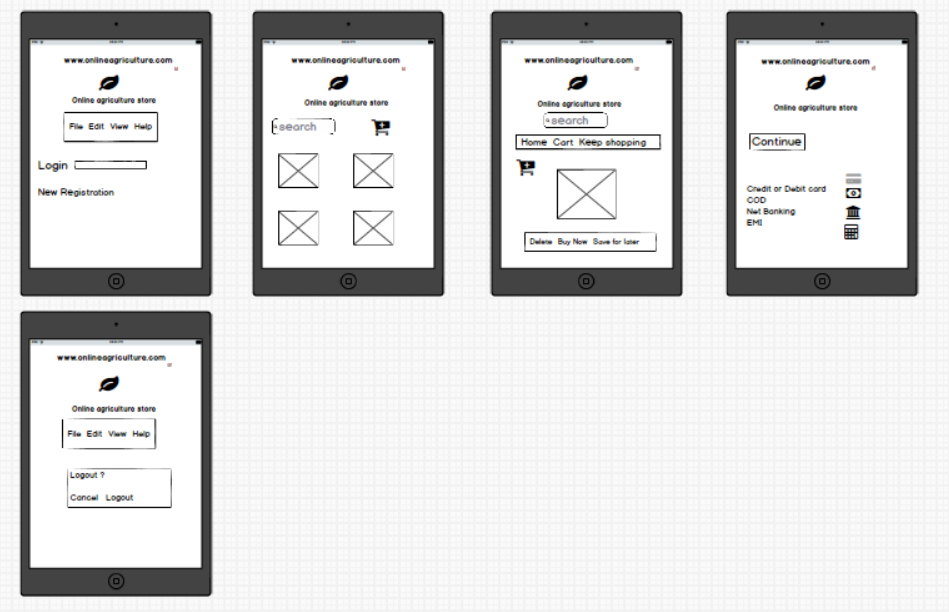 www.onlineagriculture.com
Online agriculture store
File Edit View Help
Login
New Registration
www.onlineagriculture.com
Online agriculture store
search
www.onlineagriculture.com
Online agriculture store
search
Home Cart Keep shopping
Delete Buy Now Save for later
www.onlineagriculture.com
Online agriculture store
Continue
Credit or Debit card
COD
Net Banking
EMI
www.onlineagriculture.com
Online agriculture store
File Edit View Help
Logout ?
Cancel Logout